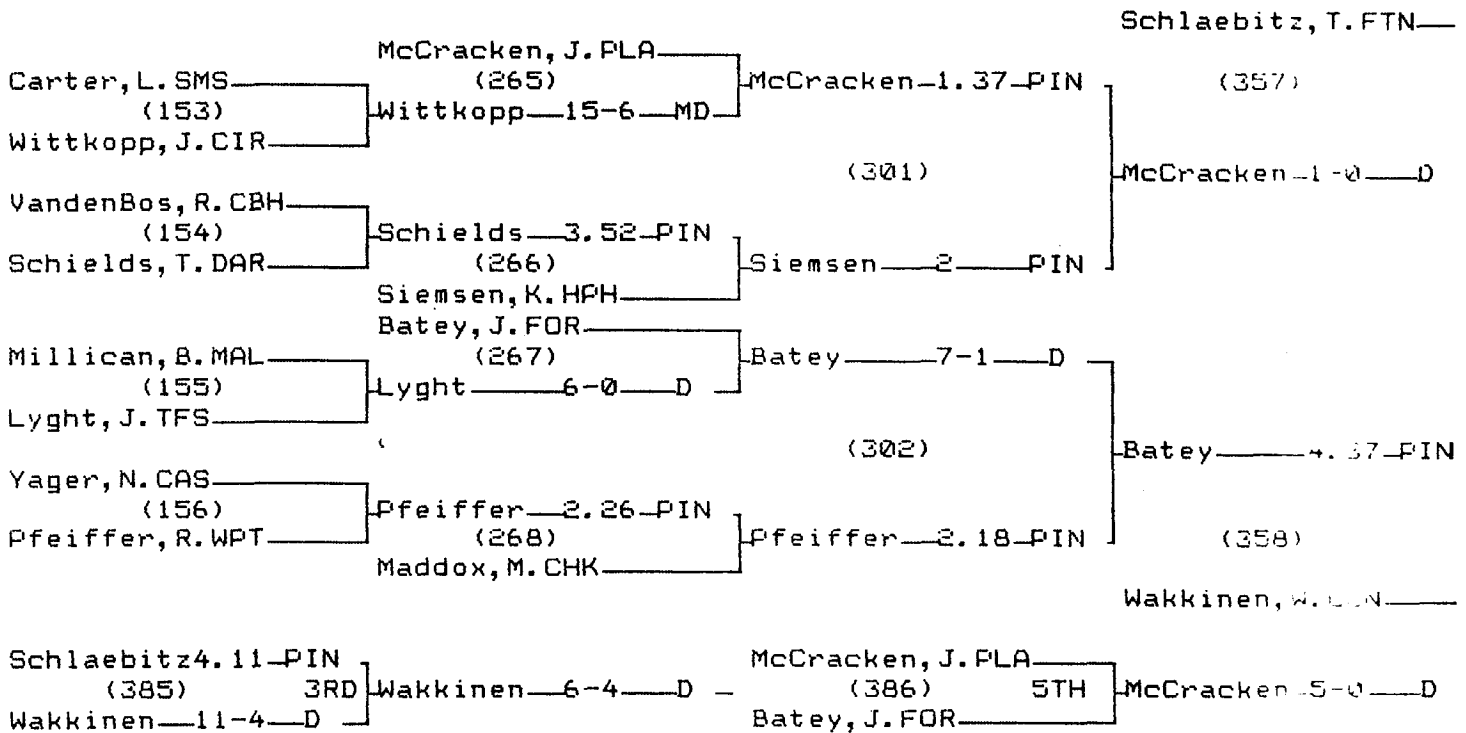 Schlaebitz, T. FTN
McCracken, J. PLA
Carter, L. SMS (265) McCracken 1.37 PIN (357)
(153) Wittkopp 15-6 MD
Wittkopp, J. CIR
(301) McCracken 1-0 D
VandenBos, R. CBH
(154) Schields 3.52 PIN
Schields, T. DAR (266) Siemsen 2 PIN
Siemsen, K. HPH
Batey, J. FOR
Millican, B. MAL (267) Batey 7-1 D
(155) Lyght 6-0 D
Lyght, J. TFS
(302) Batey 4.37 PIN
Yager, N. CAS
(156) Pfeiffer 2.26 PIN
Pfeiffer, R. WPT (268) Pfeiffer 2.18 PIN (358)
Maddox, M. CHK
Wakkinen, W.
Schlaebitz 4.11 PIN McCracken, J. PLA
(385) 3RD Wakkinen 6-4 D (386) 5TH McCracken 5-0 D
Wakkinen 11-4 D Batey, J. FOR